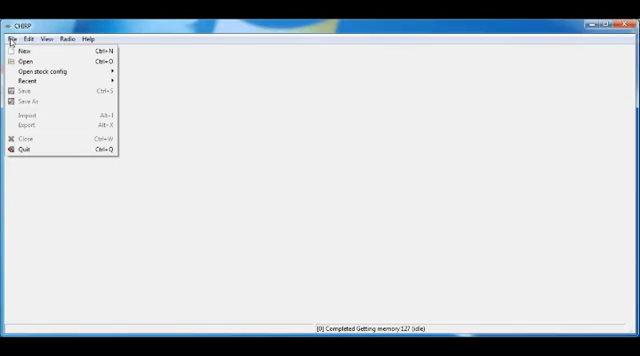 CHIRP
File Edit View Radio Help
New Ctrl+N
Open Ctrl+O
Open stock config
Recent
Save Ctrl+S
Save As
Import Alt+I
Export Alt+X
Close Ctrl+W
Quit Ctrl+Q
[0] Completed Getting memory 127 (idle)